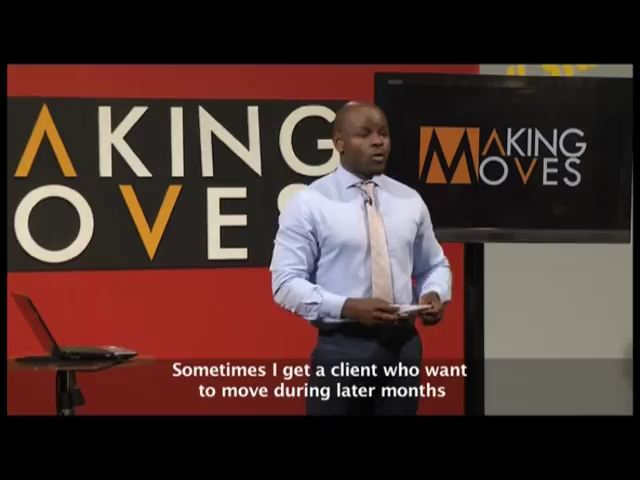 AKING
OVES
MAKING
MOVES
Sometimes I get a client who want
to move during later months